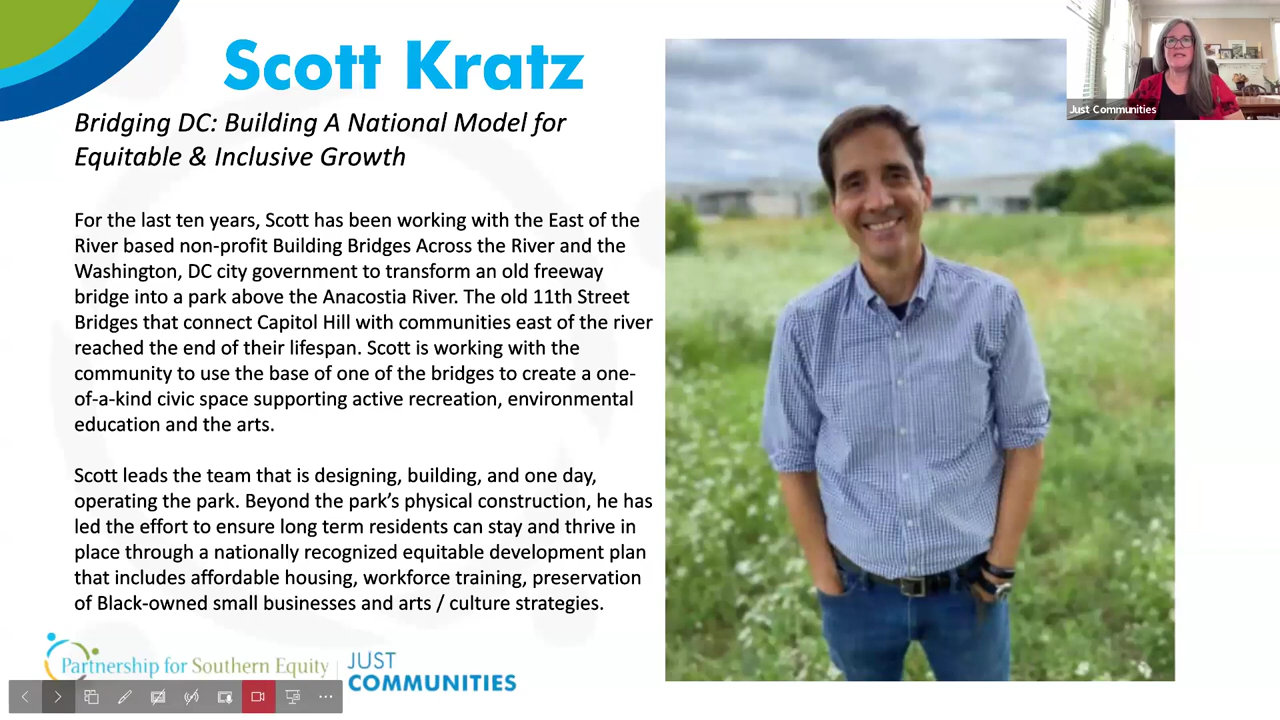 Scott Kratz
Bridging DC: Building A National Model for
Equitable & Inclusive Growth
For the last ten years, Scott has been working with the East of the
River based non-profit Building Bridges Across the River and the
Washington, DC city government to transform an old freeway
bridge into a park above the Anacostia River. The old 11th Street
Bridges that connect Capitol Hill with communities east of the river
reached the end of their lifespan. Scott is working with the
community to use the base of one of the bridges to create a one-
of-a-kind civic space supporting active recreation, environmental
education and the arts.
Scott leads the team that is designing, building, and one day,
operating the park. Beyond the park’s physical construction, he has
led the effort to ensure long term residents can stay and thrive in
place through a nationally recognized equitable development plan
that includes affordable housing, workforce training, preservation
of Black-owned small businesses and arts / culture strategies.
Partnership for Southern Equity
JUST
COMMUNITIES
Just Communities